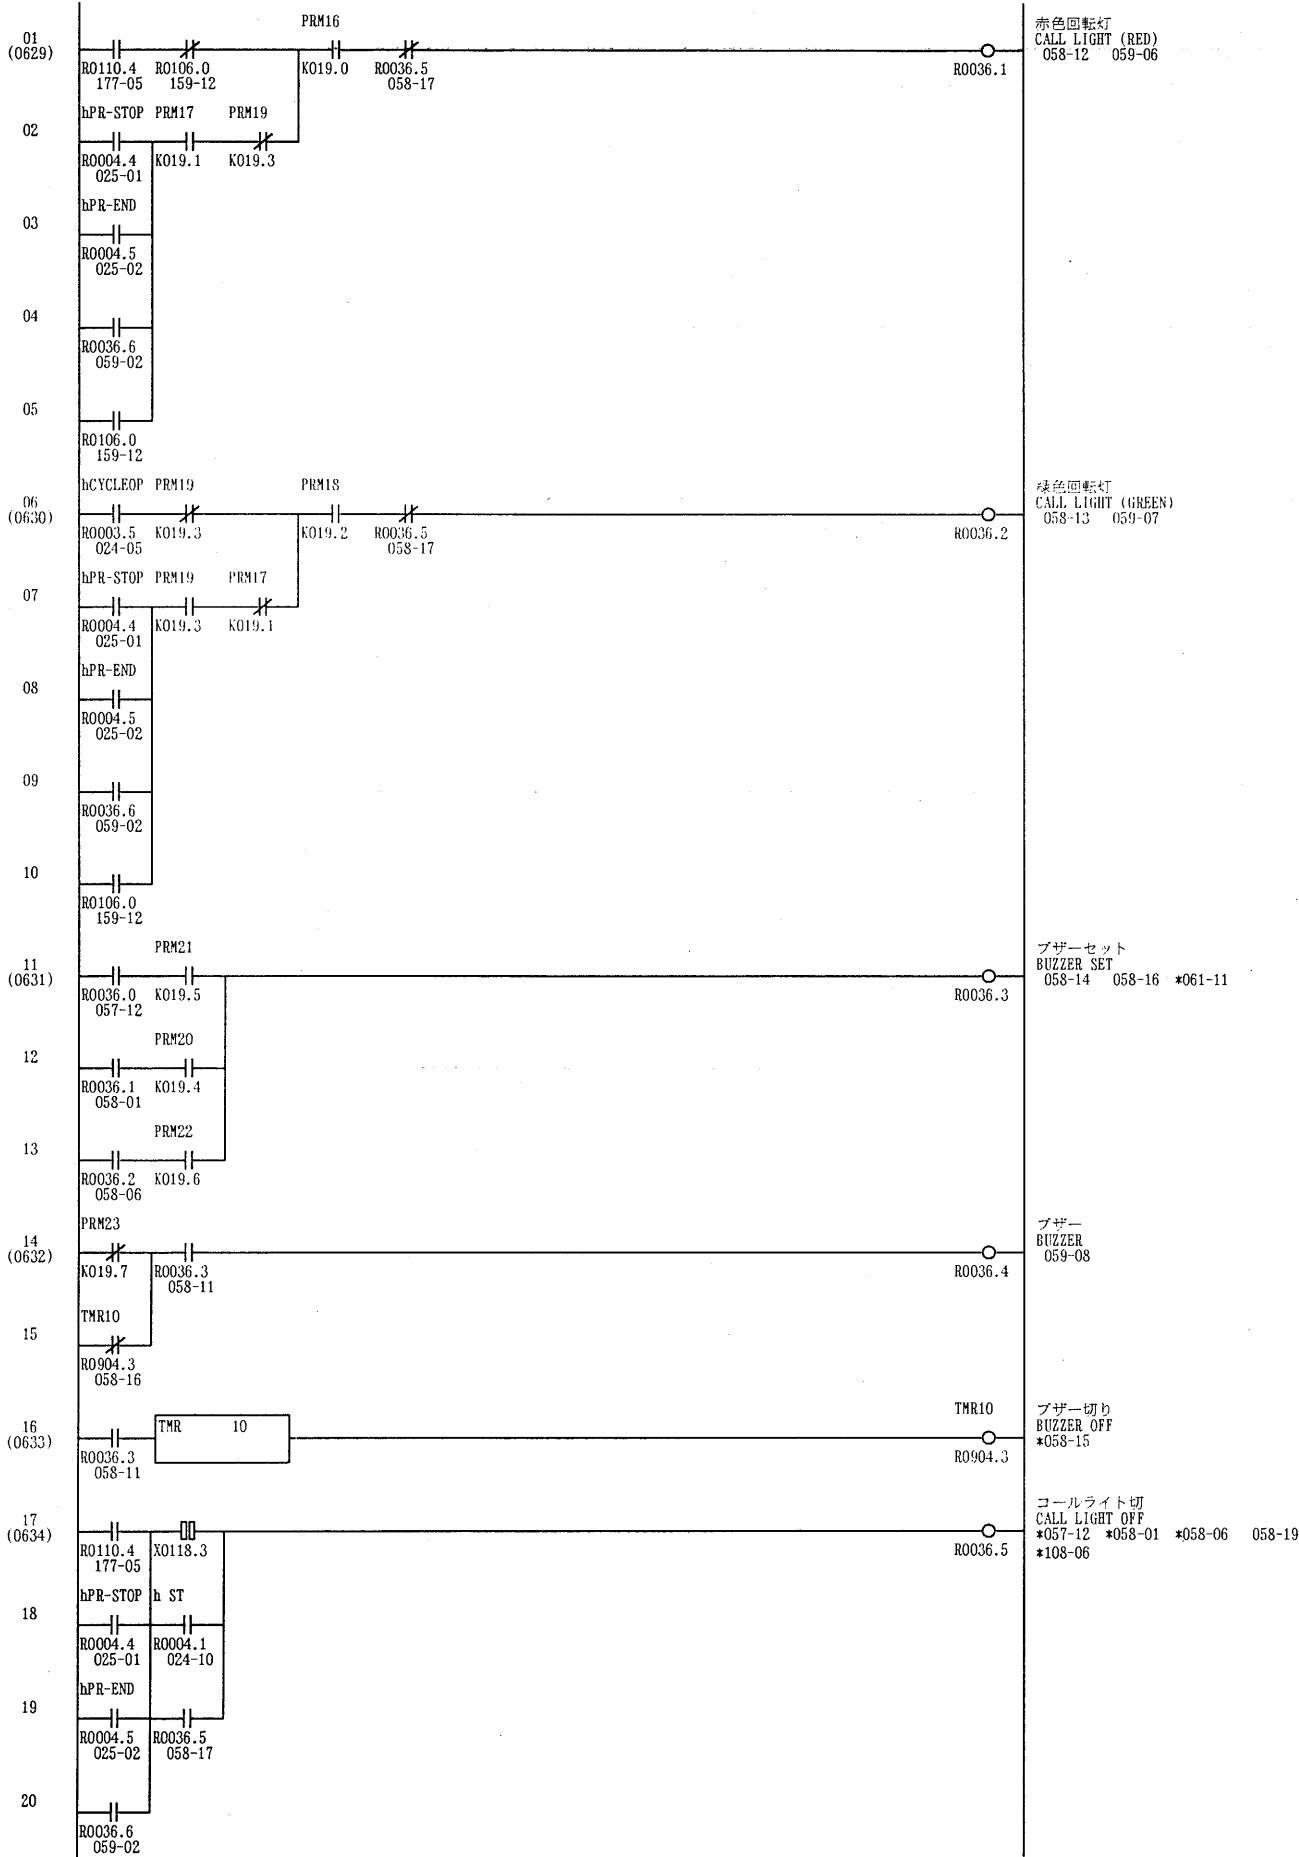 PRM16
01
(0629)
R0110.4 R0106.0 K019.0 R0036.5 R0036.1
177-05 159-12 058-17
赤色回転灯
CALL LIGHT (RED)
058-12 059-06
hPR-STOP PRM17 PRM19
02
R0004.4 K019.1 K019.3
025-01
hPR-END
03
R0004.5
025-02
04
R0036.6
059-02
05
R0106.0
159-12
hCYCLEOP PRM19 PRM18
06
(0630)
R0003.5 K019.3 K019.2 R0036.5 R0036.2
024-05 058-17
緑色回転灯
CALL LIGHT (GREEN)
058-13 059-07
hPR-STOP PRM19 PRM17
07
R0004.4 K019.3 K019.1
025-01
hPR-END
08
R0004.5
025-02
09
R0036.6
059-02
10
R0106.0
159-12
PRM21
11
(0631)
R0036.0 K019.5 R0036.3
057-12
ブザーセット
BUZZER SET
058-14 058-16 *061-11
PRM20
12
R0036.1 K019.4
058-01
PRM22
13
R0036.2 K019.6
058-06
PRM23
14
(0632)
K019.7 R0036.3 R0036.4
058-11
ブザー
BUZZER
059-08
TMR10
15
R0904.3
058-16
TMR10
16
(0633)
TMR 10
R0036.3 R0904.3
058-11
ブザー切り
BUZZER OFF
*058-15
17
(0634)
R0110.4 X0118.3 R0036.5
177-05
コールライト切
CALL LIGHT OFF
*057-12 *058-01 *058-06 058-19
*108-06
hPR-STOP h ST
18
R0004.4 R0004.1
025-01 024-10
hPR-END
19
R0004.5 R0036.5
025-02 058-17
20
R0036.6
059-02